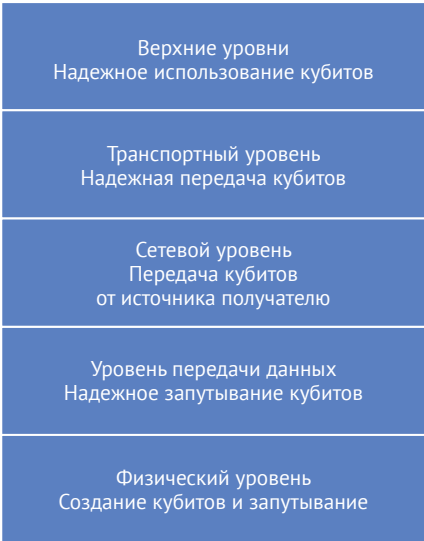 Верхние уровни
Надежное использование кубитов
Транспортный уровень
Надежная передача кубитов
Сетевой уровень
Передача кубитов
от источника получателю
Уровень передачи данных
Надежное запутывание кубитов
Физический уровень
Создание кубитов и запутывание